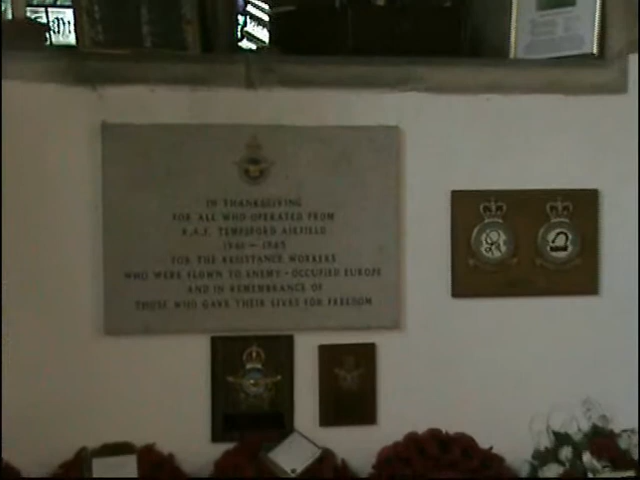 IN THANKSGIVING
FOR ALL WHO OPERATED FROM
R.A.F. TEMPSFORD AIRFIELD
1941 - 1945
FOR THE RESISTANCE WORKERS
WHO WERE FLOWN TO ENEMY-OCCUPIED EUROPE
AND IN REMEMBRANCE OF
THOSE WHO GAVE THEIR LIVES FOR FREEDOM